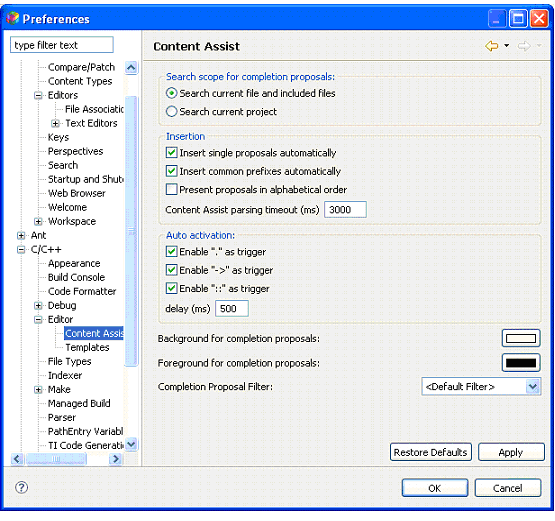 Preferences
type filter text
Compare/Patch
Content Types
Editors
File Associatic
Text Editors
Keys
Perspectives
Search
Startup and Shut
Web Browser
Welcome
Workspace
Ant
C/C++
Appearance
Build Console
Code Formatter
Debug
Editor
Content Assis
Templates
File Types
Indexer
Make
Managed Build
Parser
PathEntry Variabl
TI Code Generati
Content Assist
Search scope for completion proposals:
Search current file and included files
Search current project
Insertion
Insert single proposals automatically
Insert common prefixes automatically
Present proposals in alphabetical order
Content Assist parsing timeout (ms) 3000
Auto activation:
Enable "." as trigger
Enable "->" as trigger
Enable "::" as trigger
delay (ms) 500
Background for completion proposals:
Foreground for completion proposals:
Completion Proposal Filter: <Default Filter>
Restore Defaults Apply
OK Cancel